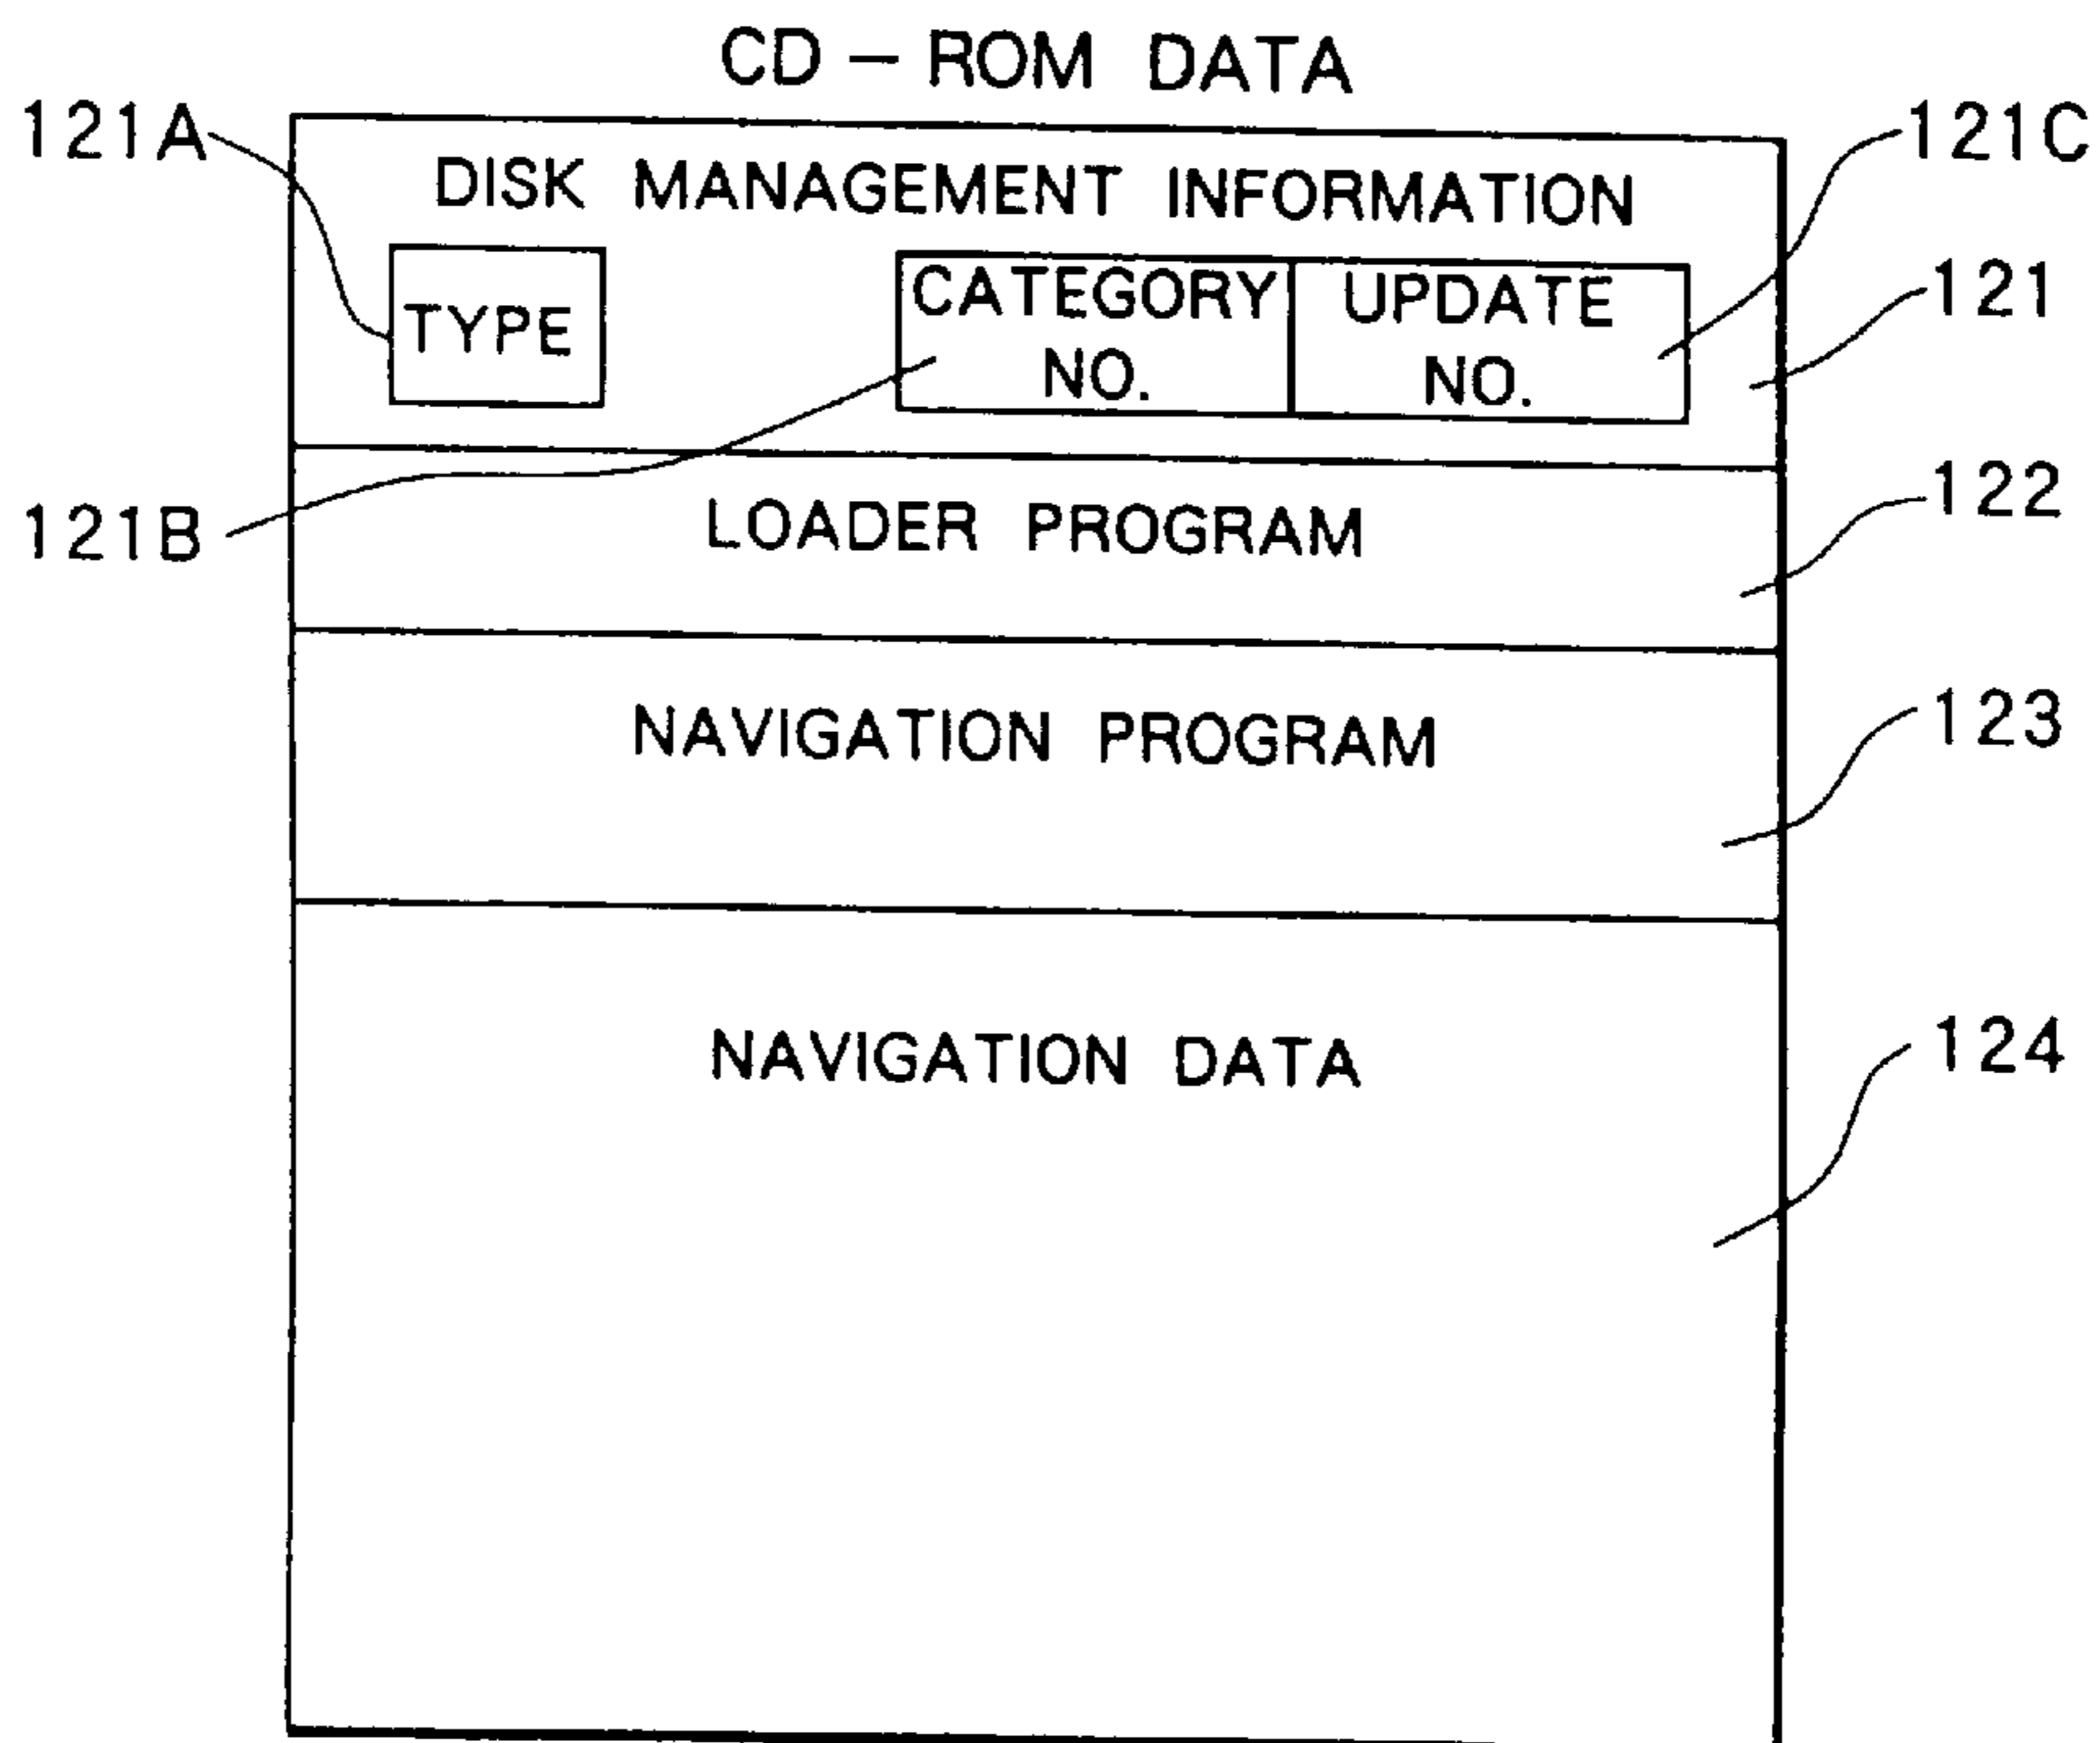 CD-ROM DATA
121A
121C
DISK MANAGEMENT INFORMATION
TYPE
CATEGORY NO.
UPDATE NO.
121
121B
LOADER PROGRAM
122
NAVIGATION PROGRAM
123
NAVIGATION DATA
124